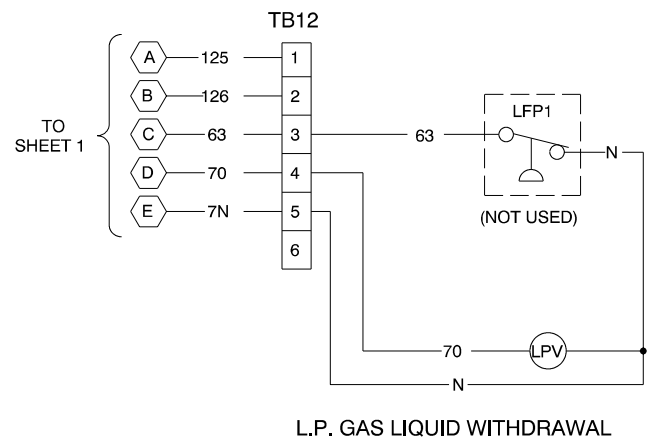 TB12
A 125 1
B 126 2
TO SHEET 1 C 63 3 63 LFP1 N
D 70 4
E 7N 5
(NOT USED)
6
70 LPV
N
L.P. GAS LIQUID WITHDRAWAL